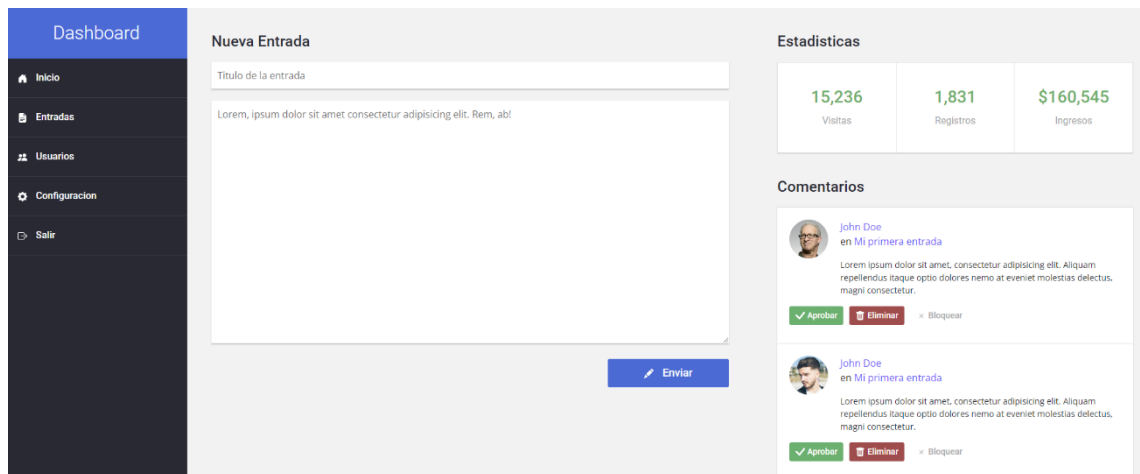 Dashboard
Inicio
Entradas
Usuarios
Configuracion
Salir
Nueva Entrada
Titulo de la entrada
Lorem, ipsum dolor sit amet consectetur adipisicing elit. Rem, ab!
Enviar
Estadisticas
15,236
Visitas
1,831
Registros
$160,545
Ingresos
Comentarios
John Doe
en Mi primera entrada
Lorem ipsum dolor sit amet, consectetur adipisicing elit. Aliquam
repellendus itaque optio dolores nemo at eveniet molestias delectus,
magni consectetur.
Aprobar Eliminar × Bloquear
John Doe
en Mi primera entrada
Lorem ipsum dolor sit amet, consectetur adipisicing elit. Aliquam
repellendus itaque optio dolores nemo at eveniet molestias delectus,
magni consectetur.
Aprobar Eliminar × Bloquear